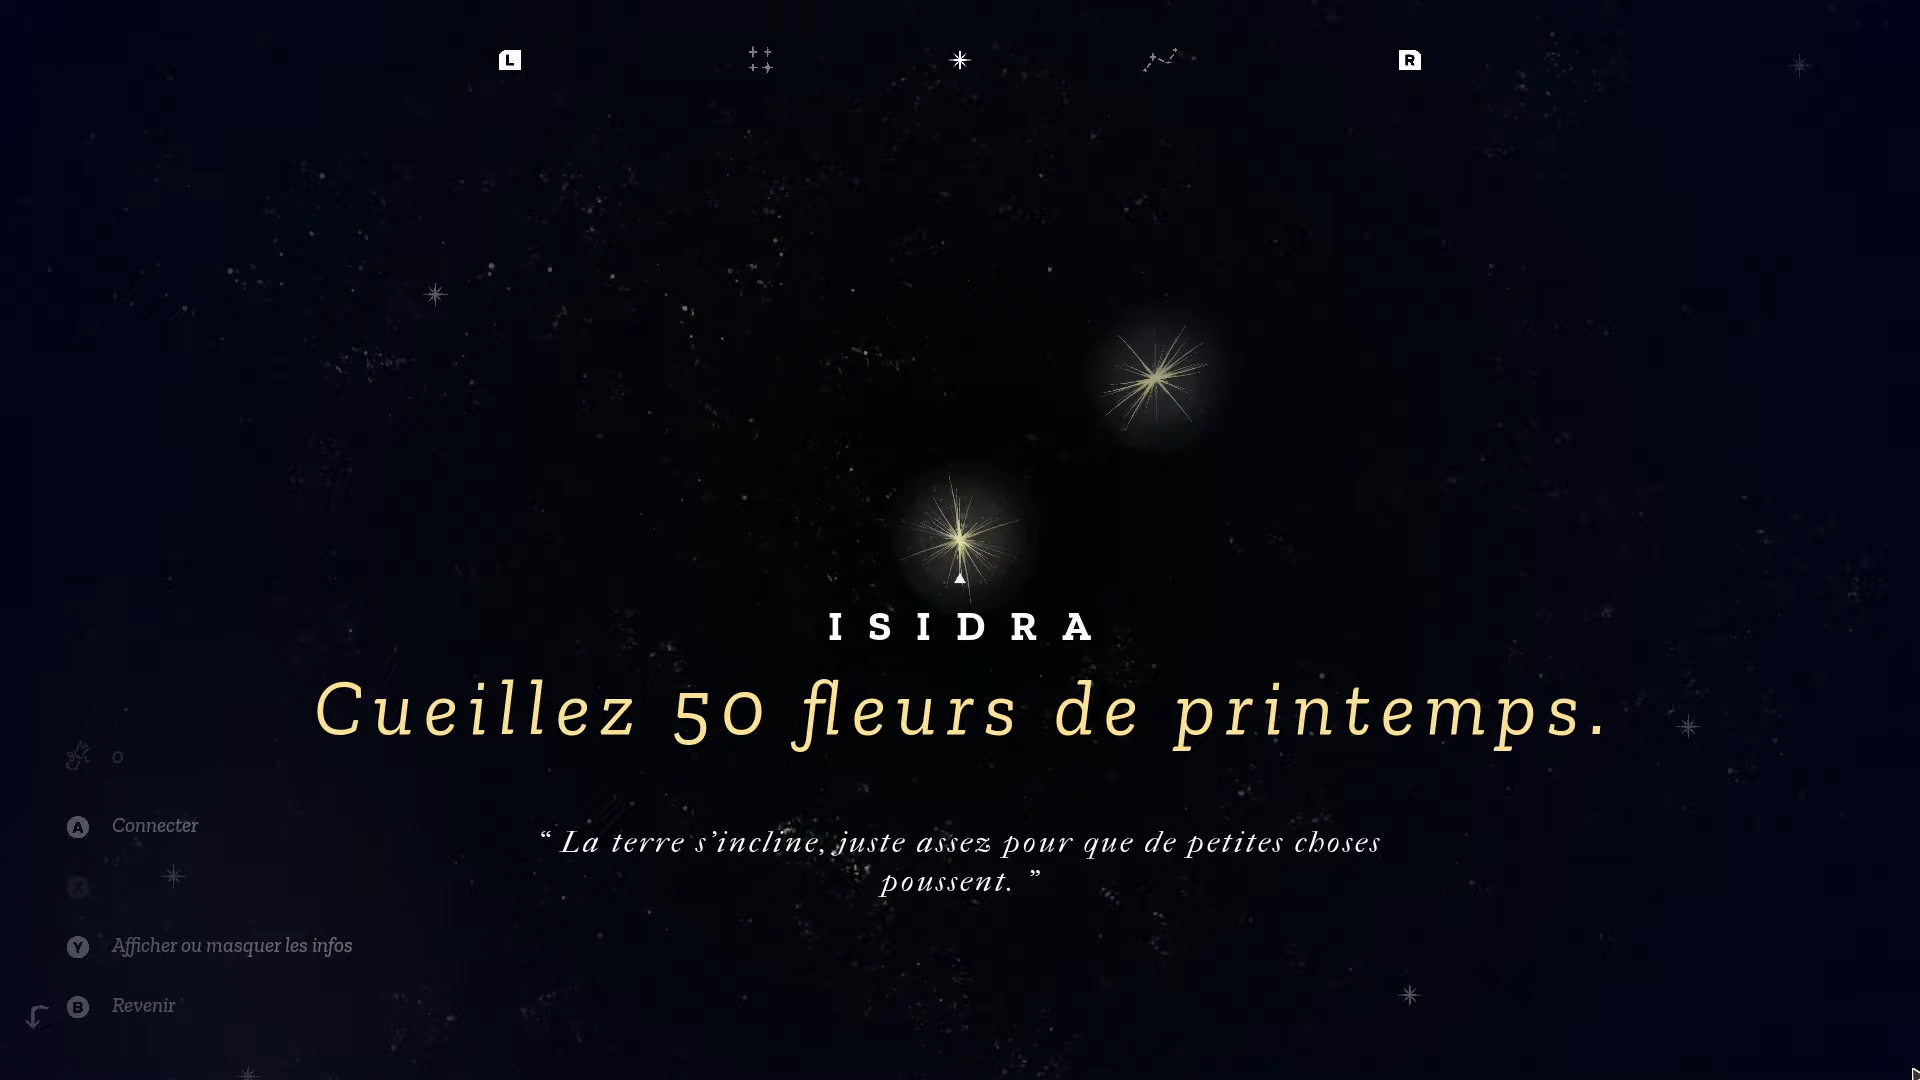 L
R
ISIDRA
Cueillez 50 fleurs de printemps.
“ La terre s’incline, juste assez pour que de petites choses
poussent. ”
0
A Connecter
X
Y Afficher ou masquer les infos
B Revenir